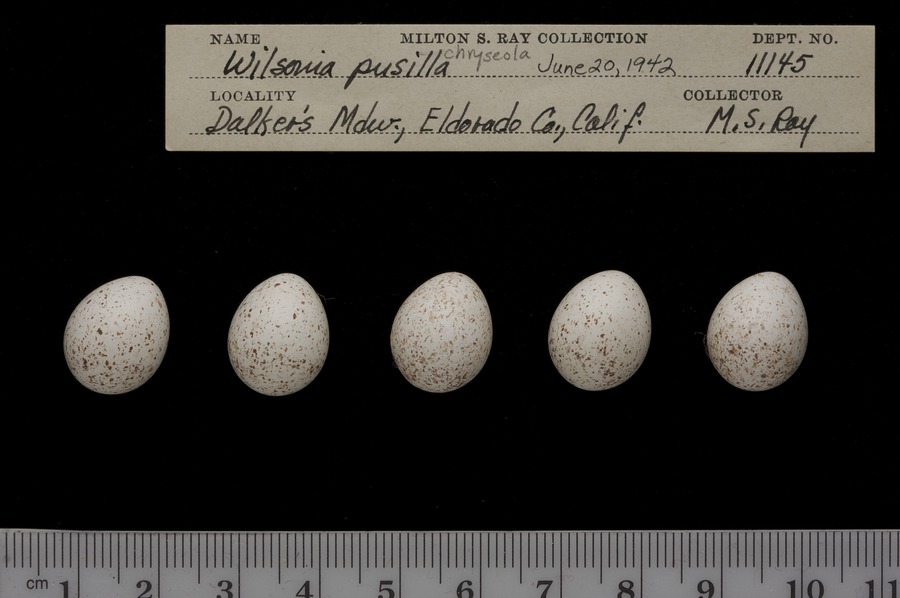 NAME MILTON S. RAY COLLECTION DEPT. NO.
Wilsonia pusilla chryseola June 20, 1942 11145
LOCALITY COLLECTOR
Dalker's Mdw., Eldorado Co., Calif. M. S. Ray
cm 1 2 3 4 5 6 7 8 9 10 11